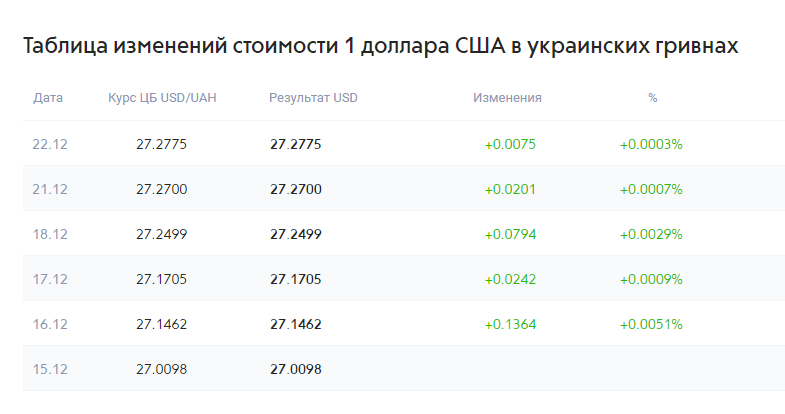 Таблица изменений стоимости 1 доллара США в украинских гривнах
Дата Курс ЦБ USD/UAH Результат USD Изменения %
22.12 27.2775 27.2775 +0.0075 +0.0003%
21.12 27.2700 27.2700 +0.0201 +0.0007%
18.12 27.2499 27.2499 +0.0794 +0.0029%
17.12 27.1705 27.1705 +0.0242 +0.0009%
16.12 27.1462 27.1462 +0.1364 +0.0051%
15.12 27.0098 27.0098